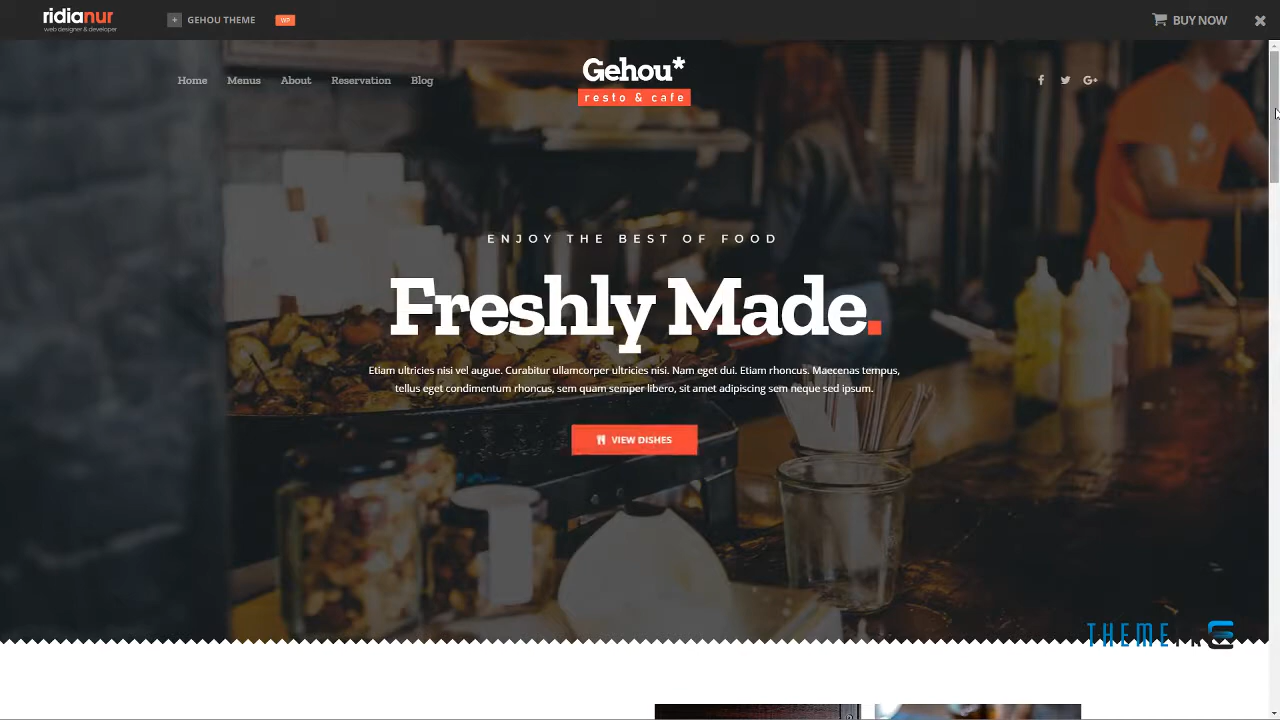 ridianur
web designer & developer
GEHOU THEME
WP
BUY NOW
Home
Menus
About
Reservation
Blog
Gehou*
resto & cafe
ENJOY THE BEST OF FOOD
Freshly Made.
Etiam ultricies nisi vel augue. Curabitur ullamcorper ultricies nisi. Nam eget dui. Etiam rhoncus. Maecenas tempus,
tellus eget condimentum rhoncus, sem quam semper libero, sit amet adipiscing sem neque sed ipsum.
VIEW DISHES